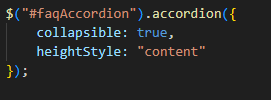 $("#faqAccordion").accordion({
    collapsible: true,
    heightStyle: "content"
});